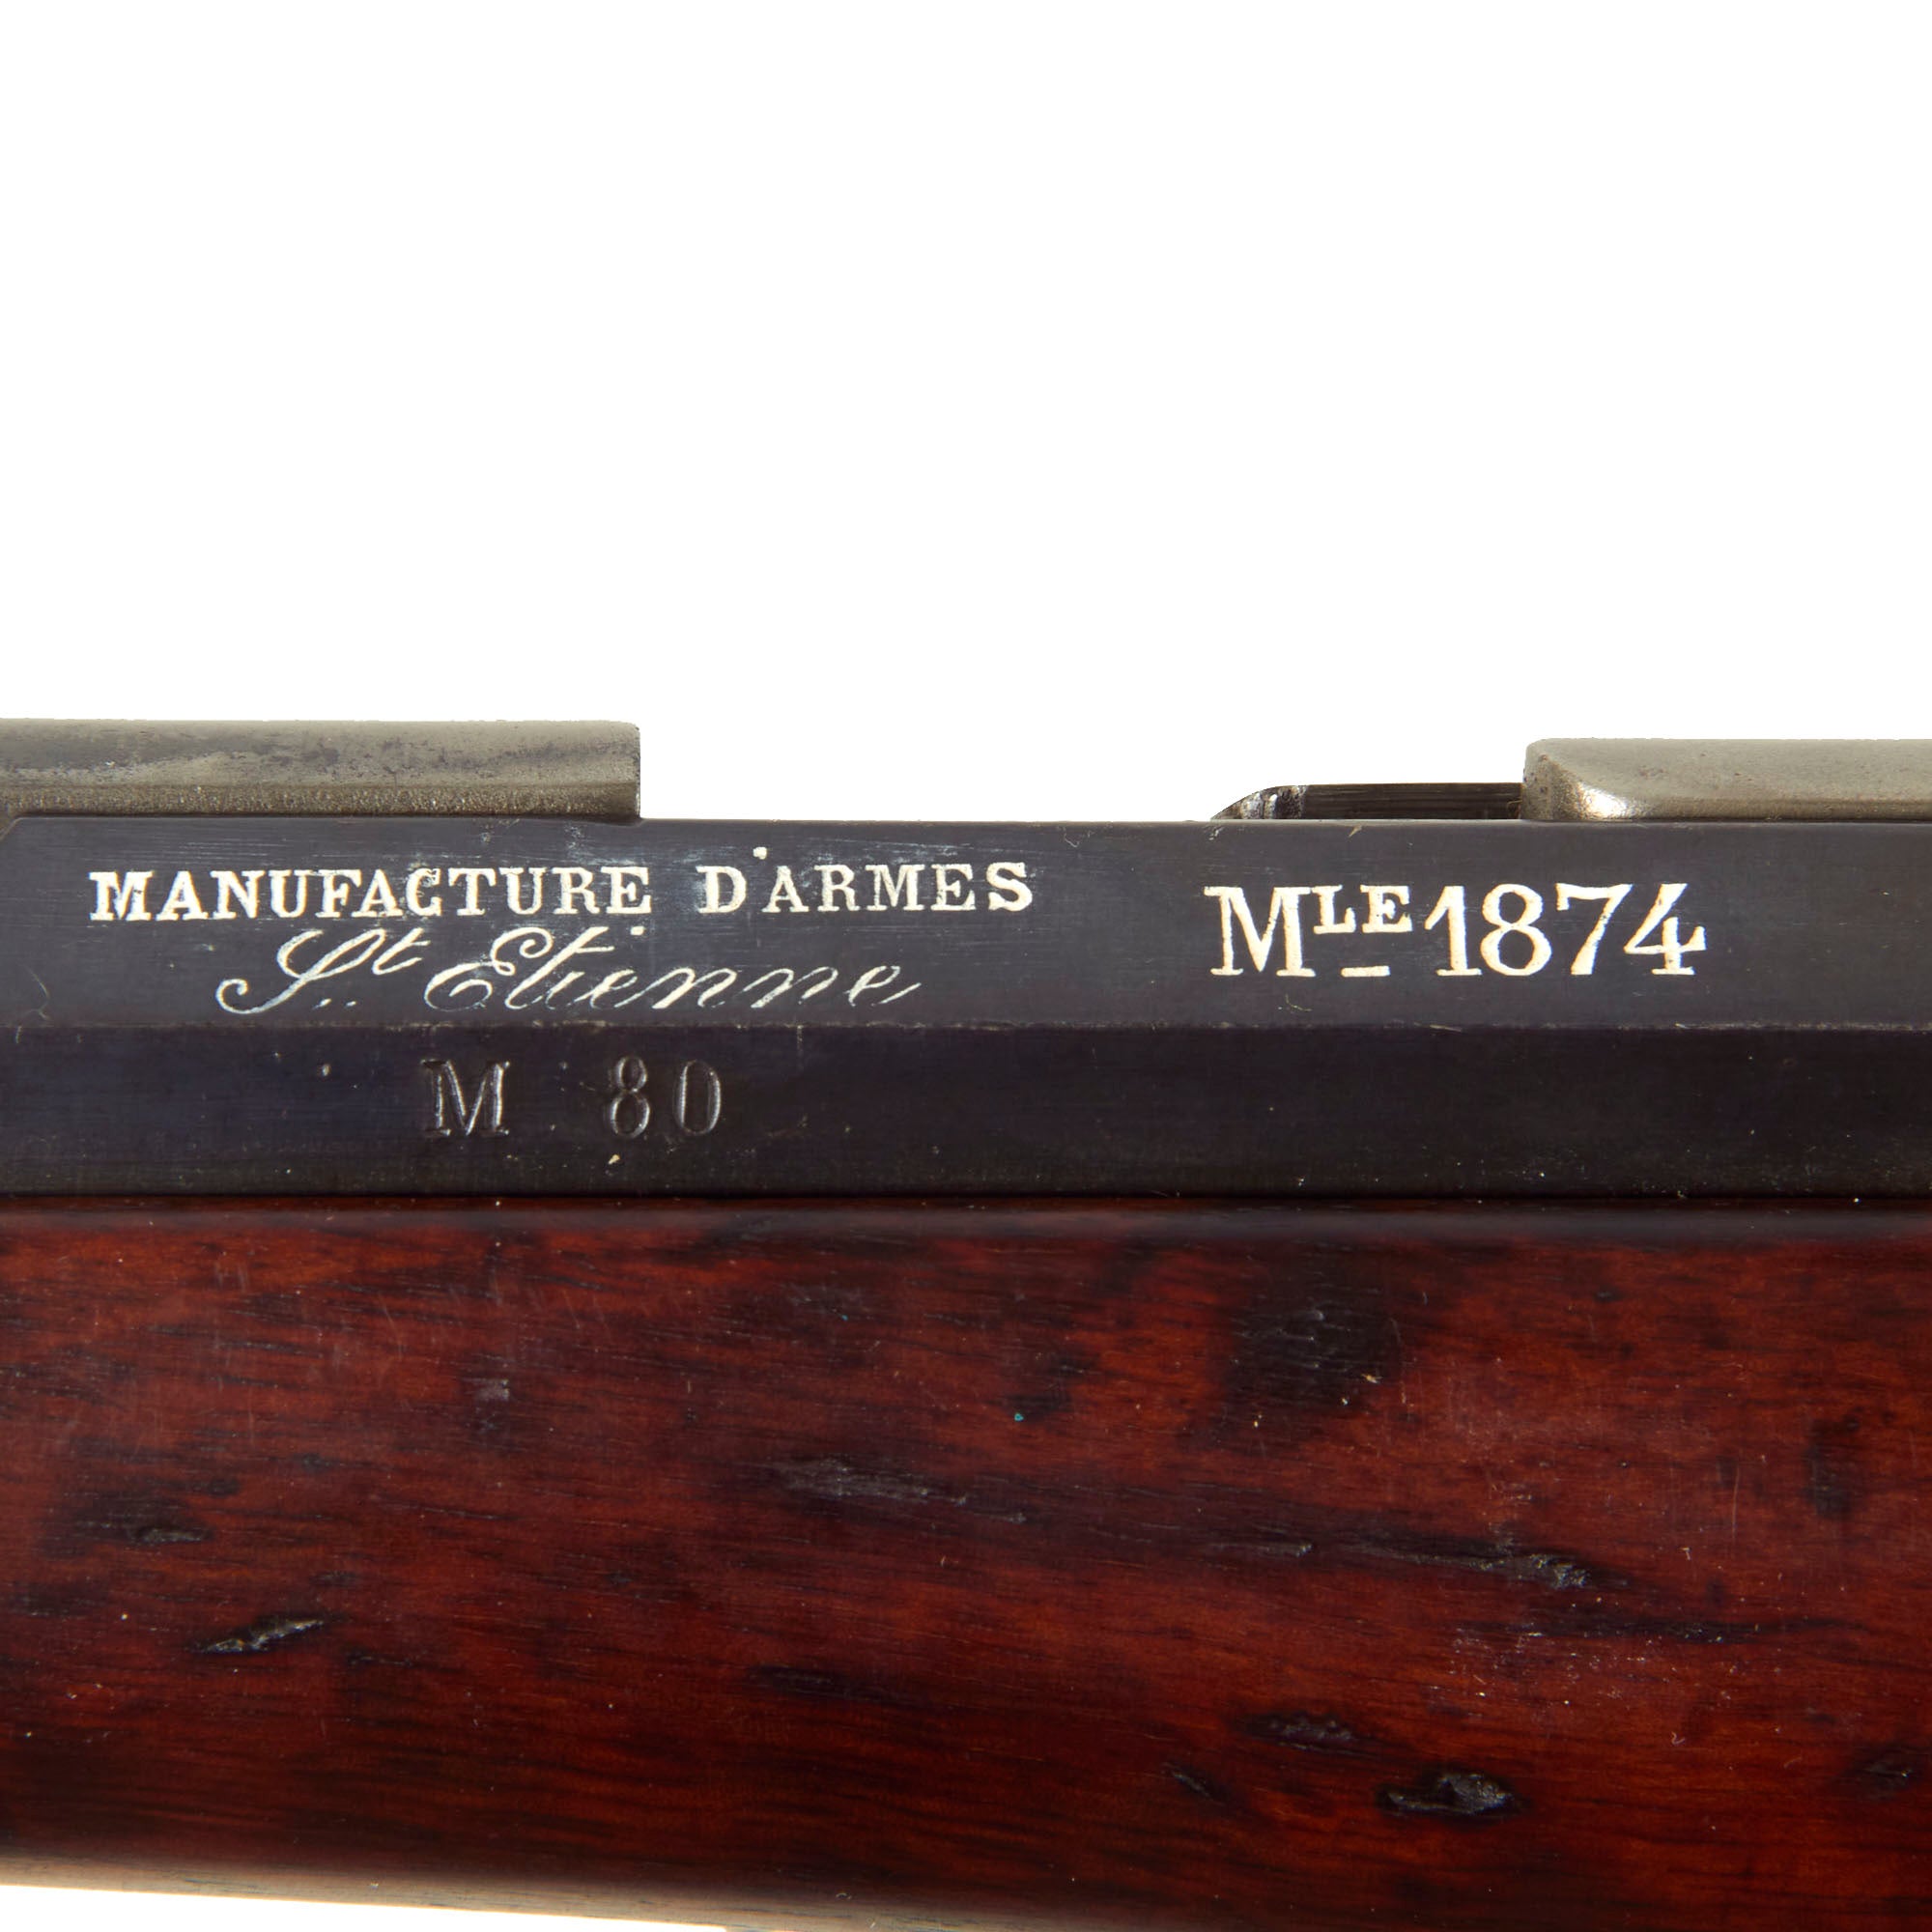 MANUFACTURE D'ARMES
St. Etienne
MLE 1874
M 80